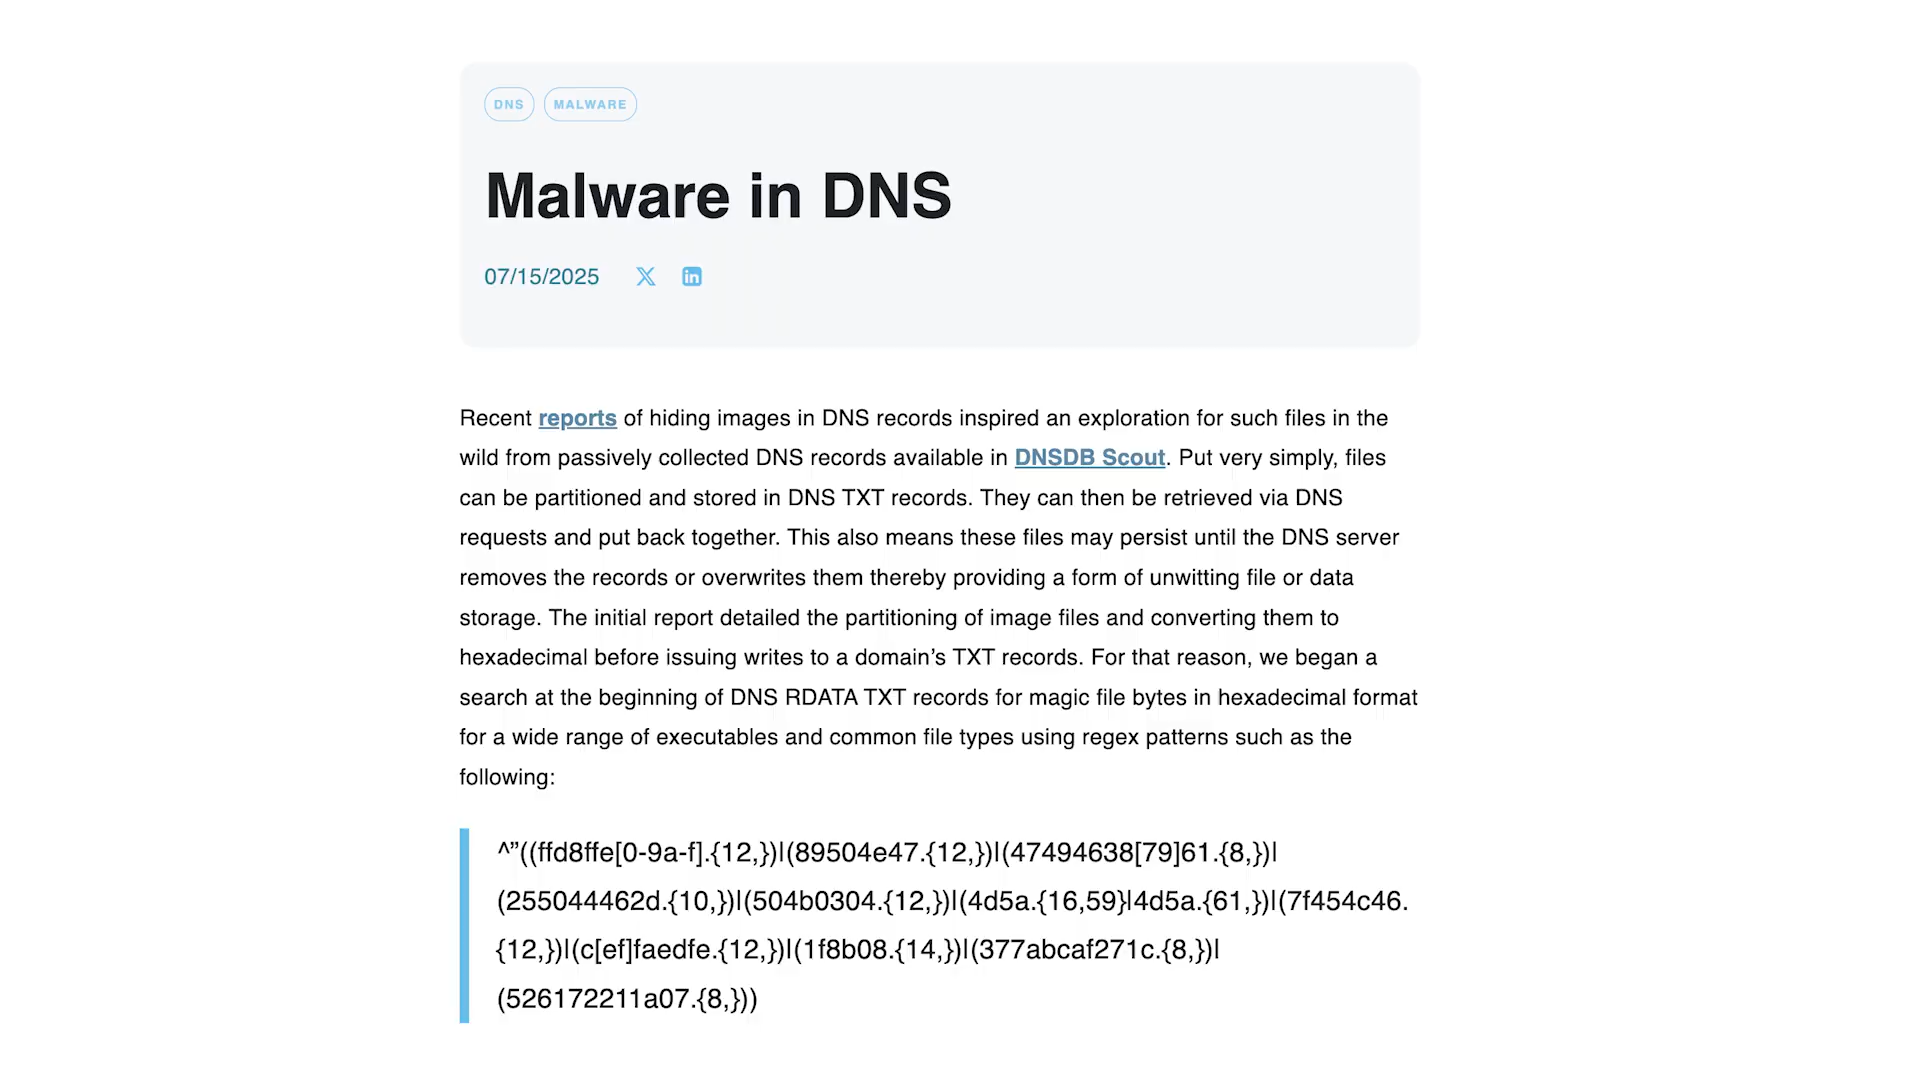 DNS MALWARE
Malware in DNS
07/15/2025
Recent reports of hiding images in DNS records inspired an exploration for such files in the
wild from passively collected DNS records available in DNSDB Scout. Put very simply, files
can be partitioned and stored in DNS TXT records. They can then be retrieved via DNS
requests and put back together. This also means these files may persist until the DNS server
removes the records or overwrites them thereby providing a form of unwitting file or data
storage. The initial report detailed the partitioning of image files and converting them to
hexadecimal before issuing writes to a domain’s TXT records. For that reason, we began a
search at the beginning of DNS RDATA TXT records for magic file bytes in hexadecimal format
for a wide range of executables and common file types using regex patterns such as the
following:
^”((ffd8ffe[0-9a-f].{12,})|(89504e47.{12,})|(47494638[79]61.{8,})|
(255044462d.{10,})|(504b0304.{12,})|(4d5a.{16,59}|4d5a.{61,})|(7f454c46.
{12,})|(c[ef]faedfe.{12,})|(1f8b08.{14,})|(377abcaf271c.{8,})|
(526172211a07.{8,}))